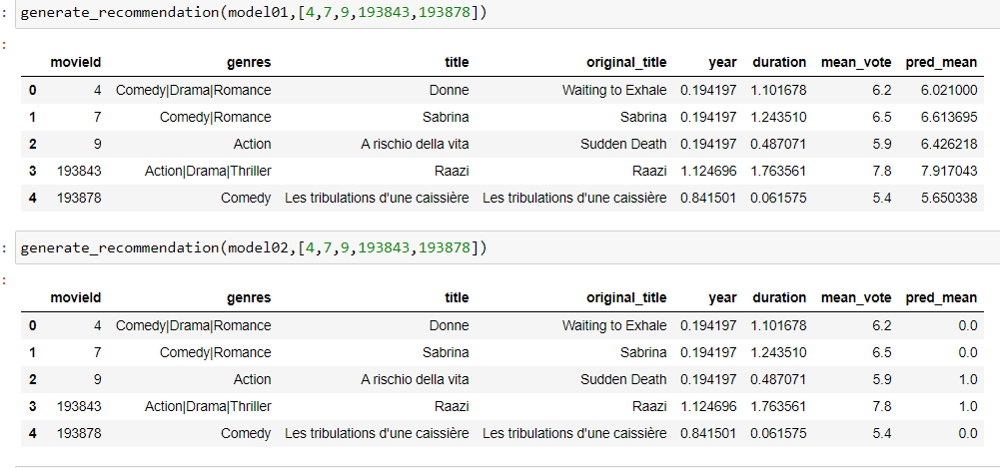 : generate_recommendation(model01,[4,7,9,193843,193878])
:
movieId genres title original_title year duration mean_vote pred_mean
0 4 Comedy|Drama|Romance Donne Waiting to Exhale 0.194197 1.101678 6.2 6.021000
1 7 Comedy|Romance Sabrina Sabrina 0.194197 1.243510 6.5 6.613695
2 9 Action A rischio della vita Sudden Death 0.194197 0.487071 5.9 6.426218
3 193843 Action|Drama|Thriller Raazi Raazi 1.124696 1.763561 7.8 7.917043
4 193878 Comedy Les tribulations d'une caissière Les tribulations d'une caissière 0.841501 0.061575 5.4 5.650338
: generate_recommendation(model02,[4,7,9,193843,193878])
:
movieId genres title original_title year duration mean_vote pred_mean
0 4 Comedy|Drama|Romance Donne Waiting to Exhale 0.194197 1.101678 6.2 0.0
1 7 Comedy|Romance Sabrina Sabrina 0.194197 1.243510 6.5 0.0
2 9 Action A rischio della vita Sudden Death 0.194197 0.487071 5.9 1.0
3 193843 Action|Drama|Thriller Raazi Raazi 1.124696 1.763561 7.8 1.0
4 193878 Comedy Les tribulations d'une caissière Les tribulations d'une caissière 0.841501 0.061575 5.4 0.0